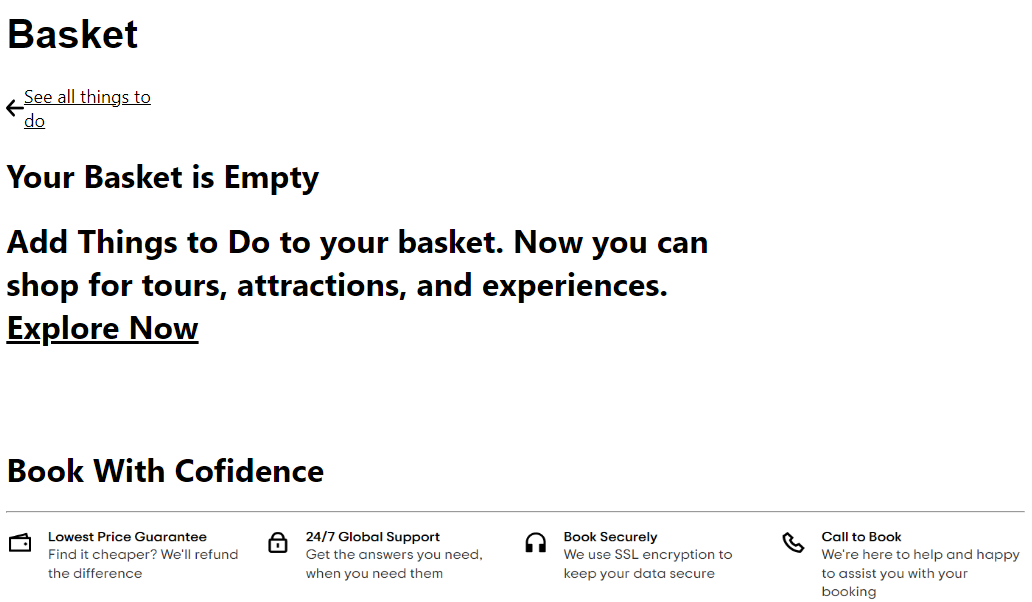 Basket
See all things to
do
Your Basket is Empty
Add Things to Do to your basket. Now you can
shop for tours, attractions, and experiences.
Explore Now
Book With Cofidence
Lowest Price Guarantee
Find it cheaper? We'll refund
the difference
24/7 Global Support
Get the answers you need,
when you need them
Book Securely
We use SSL encryption to
keep your data secure
Call to Book
We're here to help and happy
to assist you with your
booking